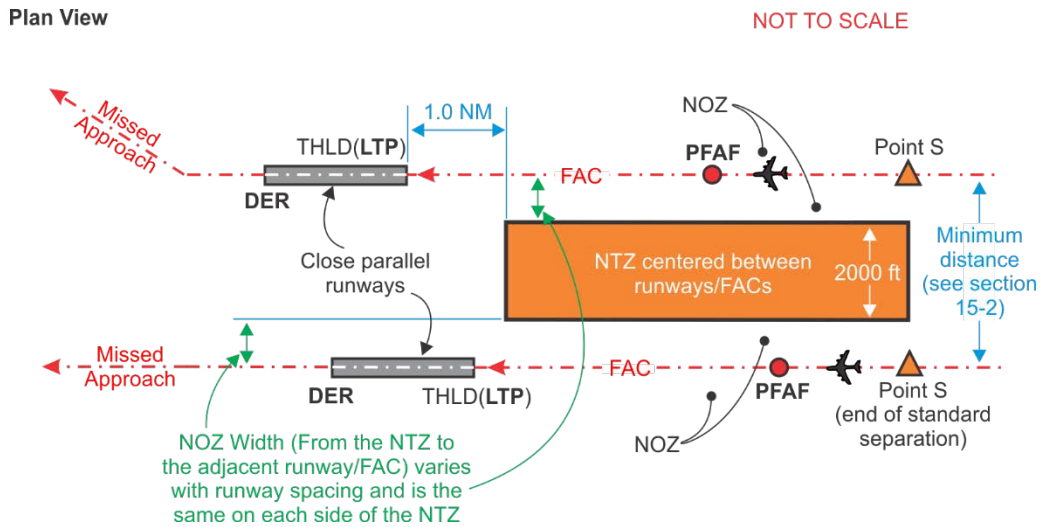 Plan View
NOT TO SCALE
Missed
Approach
1.0 NM
THLD(LTP)
DER
NOZ
PFAF
Point S
FAC
Close parallel
runways
NTZ centered between
runways/FACs
2000 ft
Minimum
distance
(see section
15-2)
Missed
Approach
DER
THLD(LTP)
FAC
PFAF
Point S
(end of standard
separation)
NOZ
NOZ Width (From the NTZ to
the adjacent runway/FAC) varies
with runway spacing and is the
same on each side of the NTZ